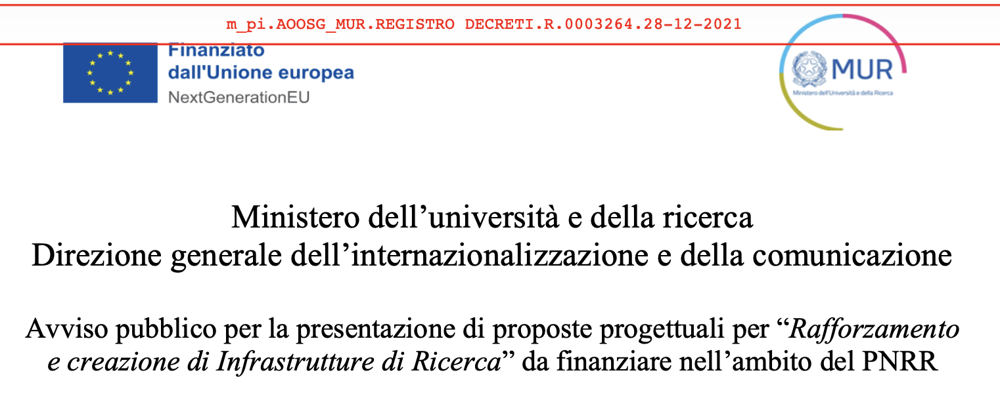 m_pi.AOOSG_MUR.REGISTRO DECRETI.R.0003264.28-12-2021
Finanziato
dall'Unione europea
NextGenerationEU
MUR
Ministero dell'Università e della Ricerca
Ministero dell’università e della ricerca
Direzione generale dell’internazionalizzazione e della comunicazione
Avviso pubblico per la presentazione di proposte progettuali per “Rafforzamento
e creazione di Infrastrutture di Ricerca” da finanziare nell’ambito del PNRR